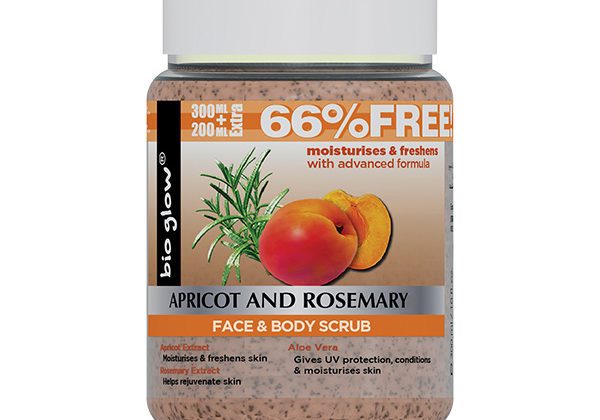 300ML
+
200ML
Extra
66%FREE!
moisturises & freshens
with advanced formula
bio glow®
APRICOT AND ROSEMARY
FACE & BODY SCRUB
Apricot Extract
Moisturises & freshens skin
Rosemary Extract
Helps rejuvenate skin
Aloe Vera
Gives UV protection, conditions
& moisturises skin